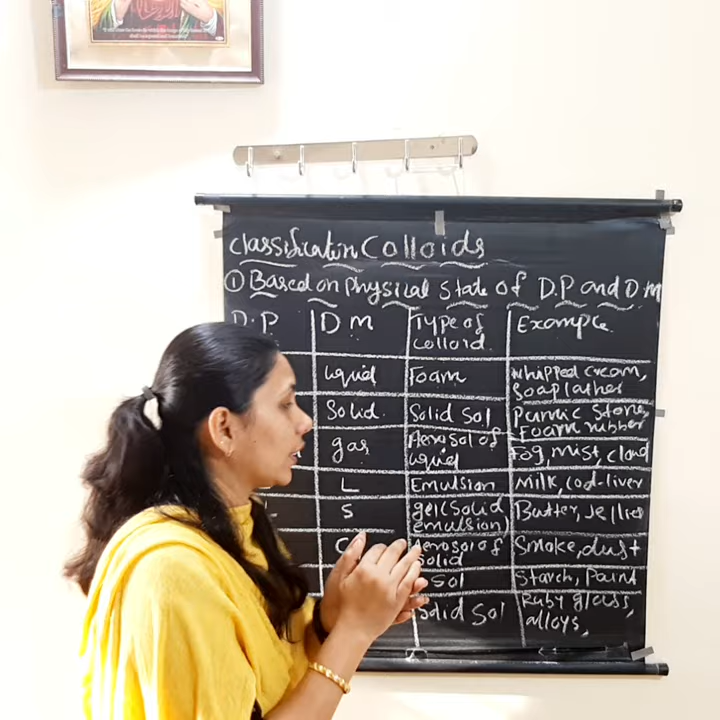 Classification Colloids
① Based on physical State of D.P and D.M
D.P DM Type of colloid. Example.
Liquid Foam Whipped cream, Soaplather
Solid. Solid Sol Pumic stone, Foam rubber
gas Aerosol of liquid Fog, mist, cloud
L Emulsion Milk, cod-liver
S gel(Solid emulsion) Butter, Jellies
Aerosol of solid Smoke, dust
Sol Starch, Paint
Solid Sol Ruby glass, alloys,